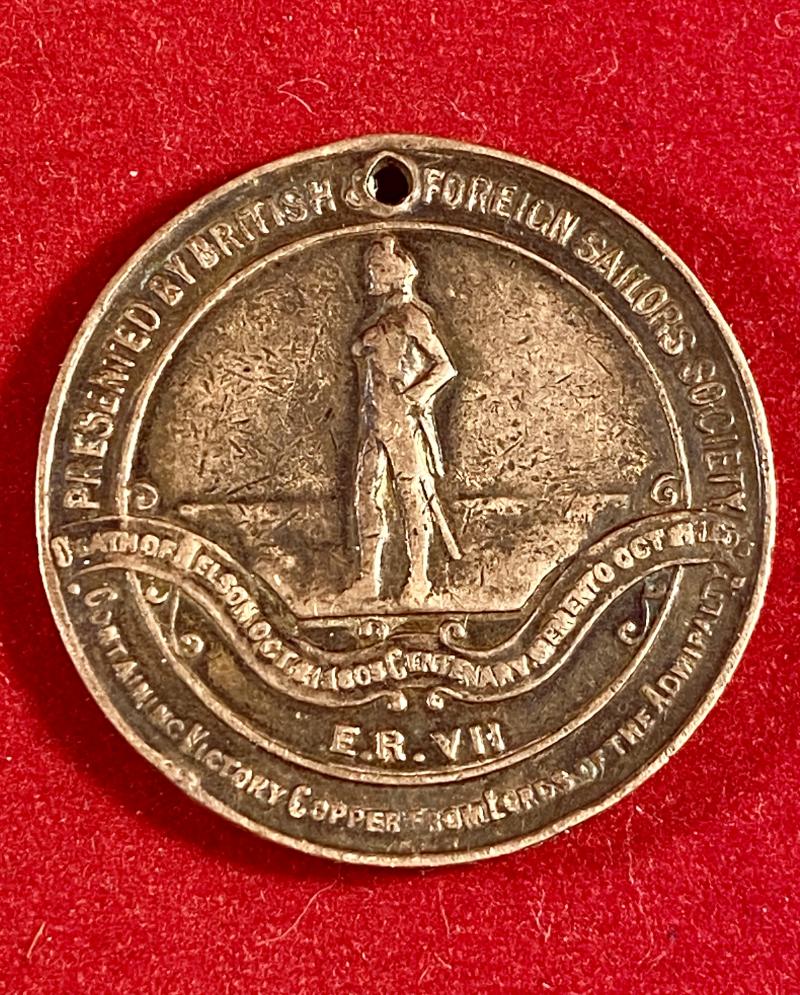 PRESENTED BY BRITISH & FOREIGN SAILORS SOCIETY
DEATH OF NELSON OCT. 21 1805 CENTENARY MEMENTO OCT 21
E.R.VII
CONTAINING VICTORY COPPER FROM LORDS OF THE ADMIRALTY